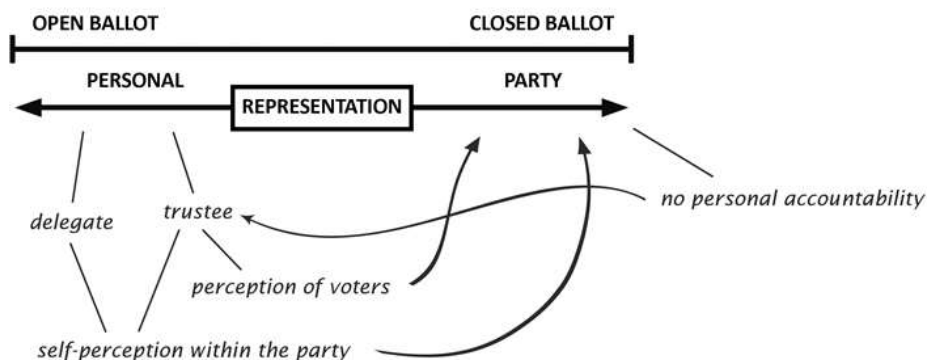 OPEN BALLOT CLOSED BALLOT
PERSONAL PARTY
REPRESENTATION
delegate trustee no personal accountability
perception of voters
self-perception within the party